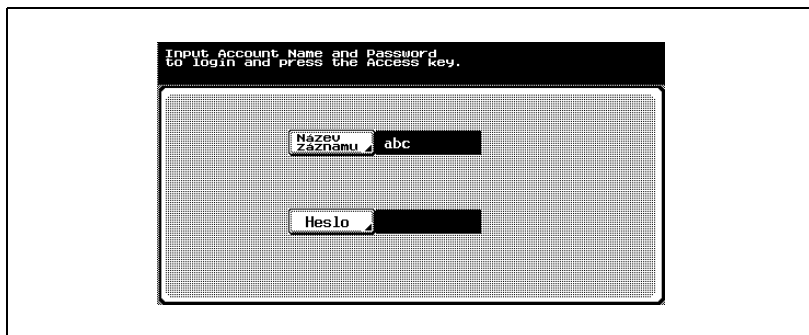 Input Account Name and Password
to login and press the Access key.
Název
záznamu
abc
Heslo